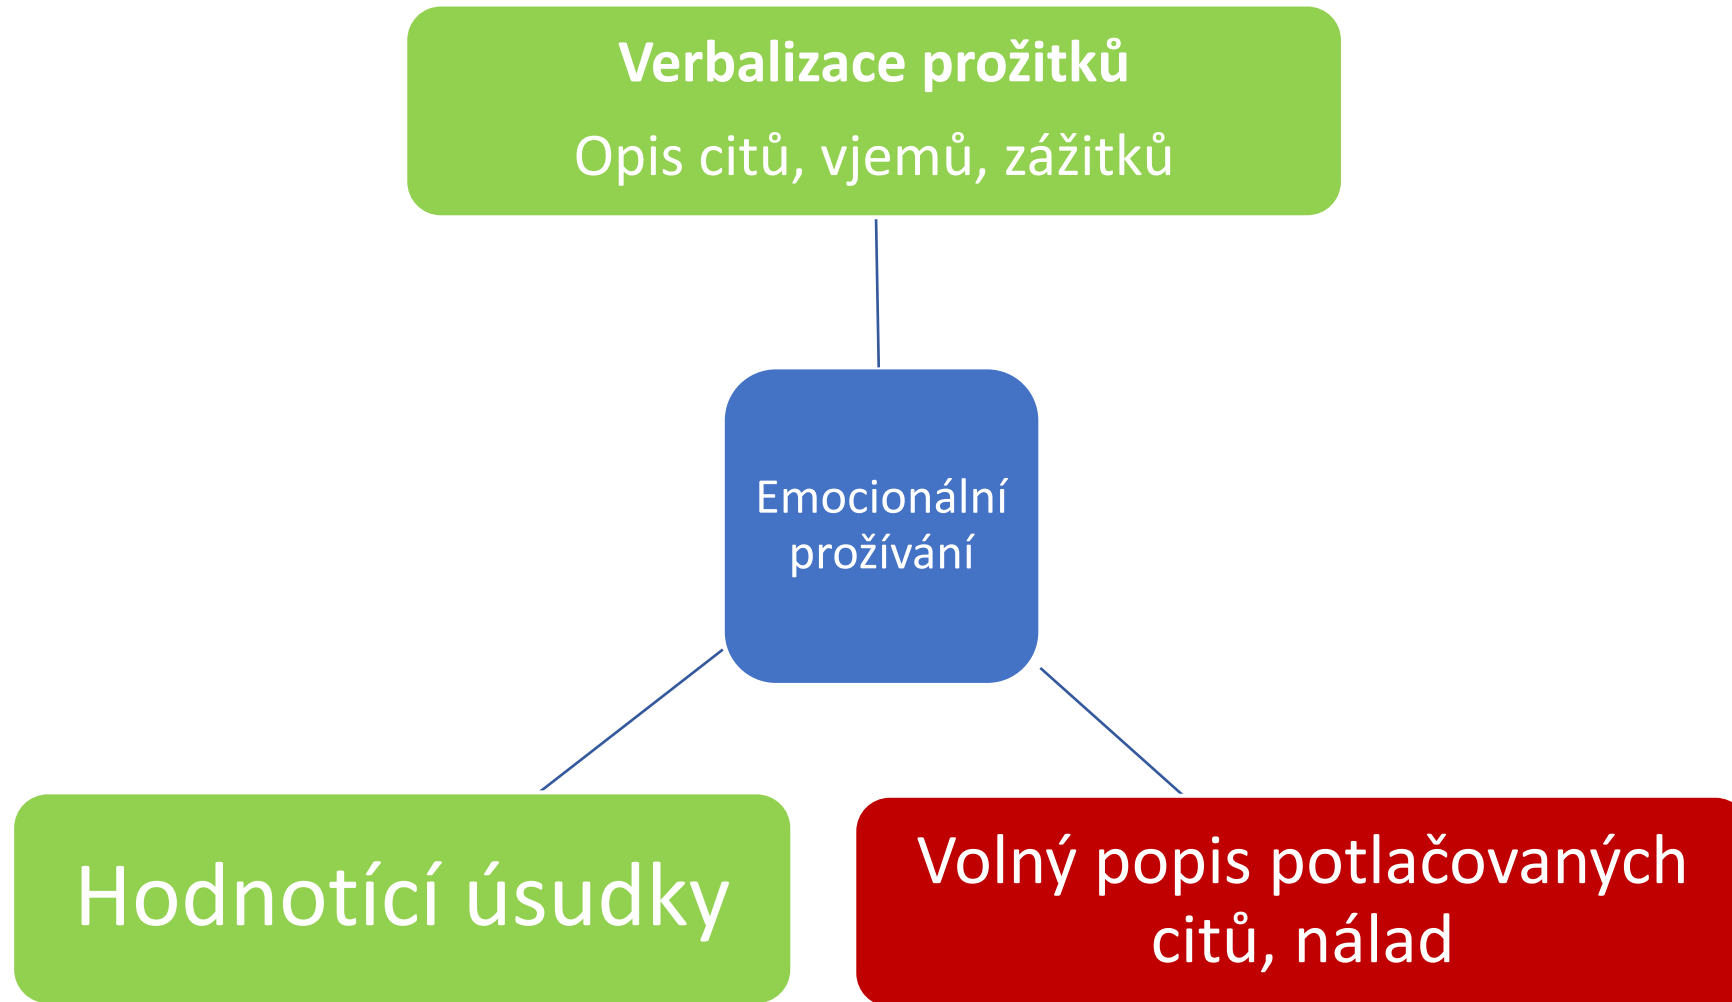 Verbalizace prožitků
Opis citů, vjemů, zážitků
Emocionální
prožívání
Hodnotící úsudky
Volný popis potlačovaných
citů, nálad